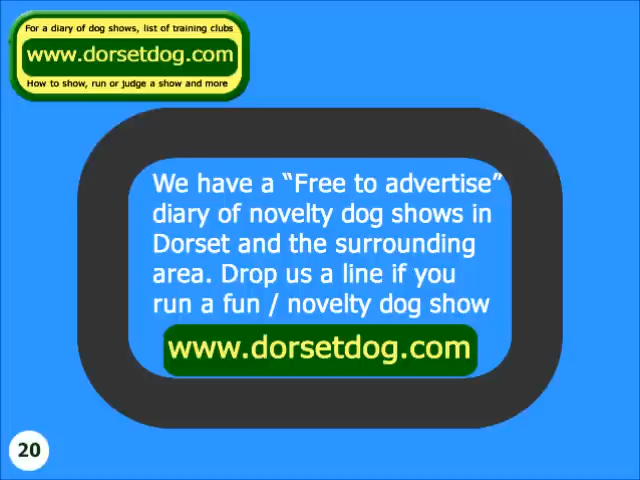 For a diary of dog shows, list of training clubs
www.dorsetdog.com
How to show, run or judge a show and more
We have a “Free to advertise”
diary of novelty dog shows in
Dorset and the surrounding
area. Drop us a line if you
run a fun / novelty dog show
www.dorsetdog.com
20